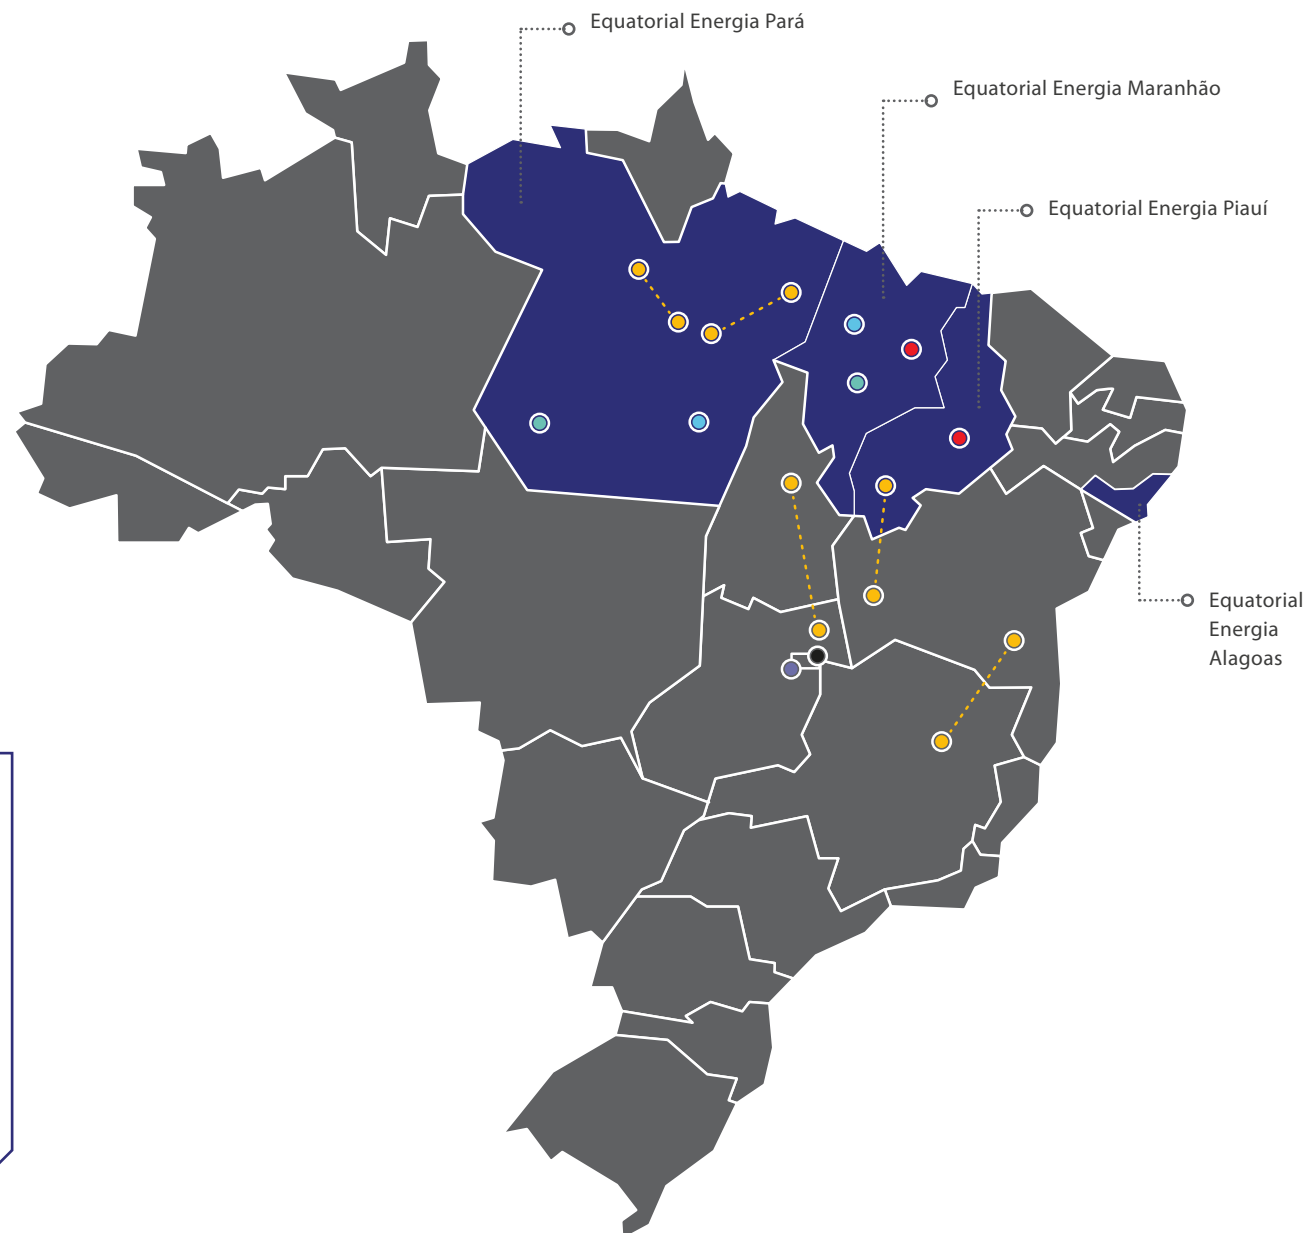 Equatorial Energia Pará
Equatorial Energia Maranhão
Equatorial Energia Piauí
Equatorial
Energia
Alagoas